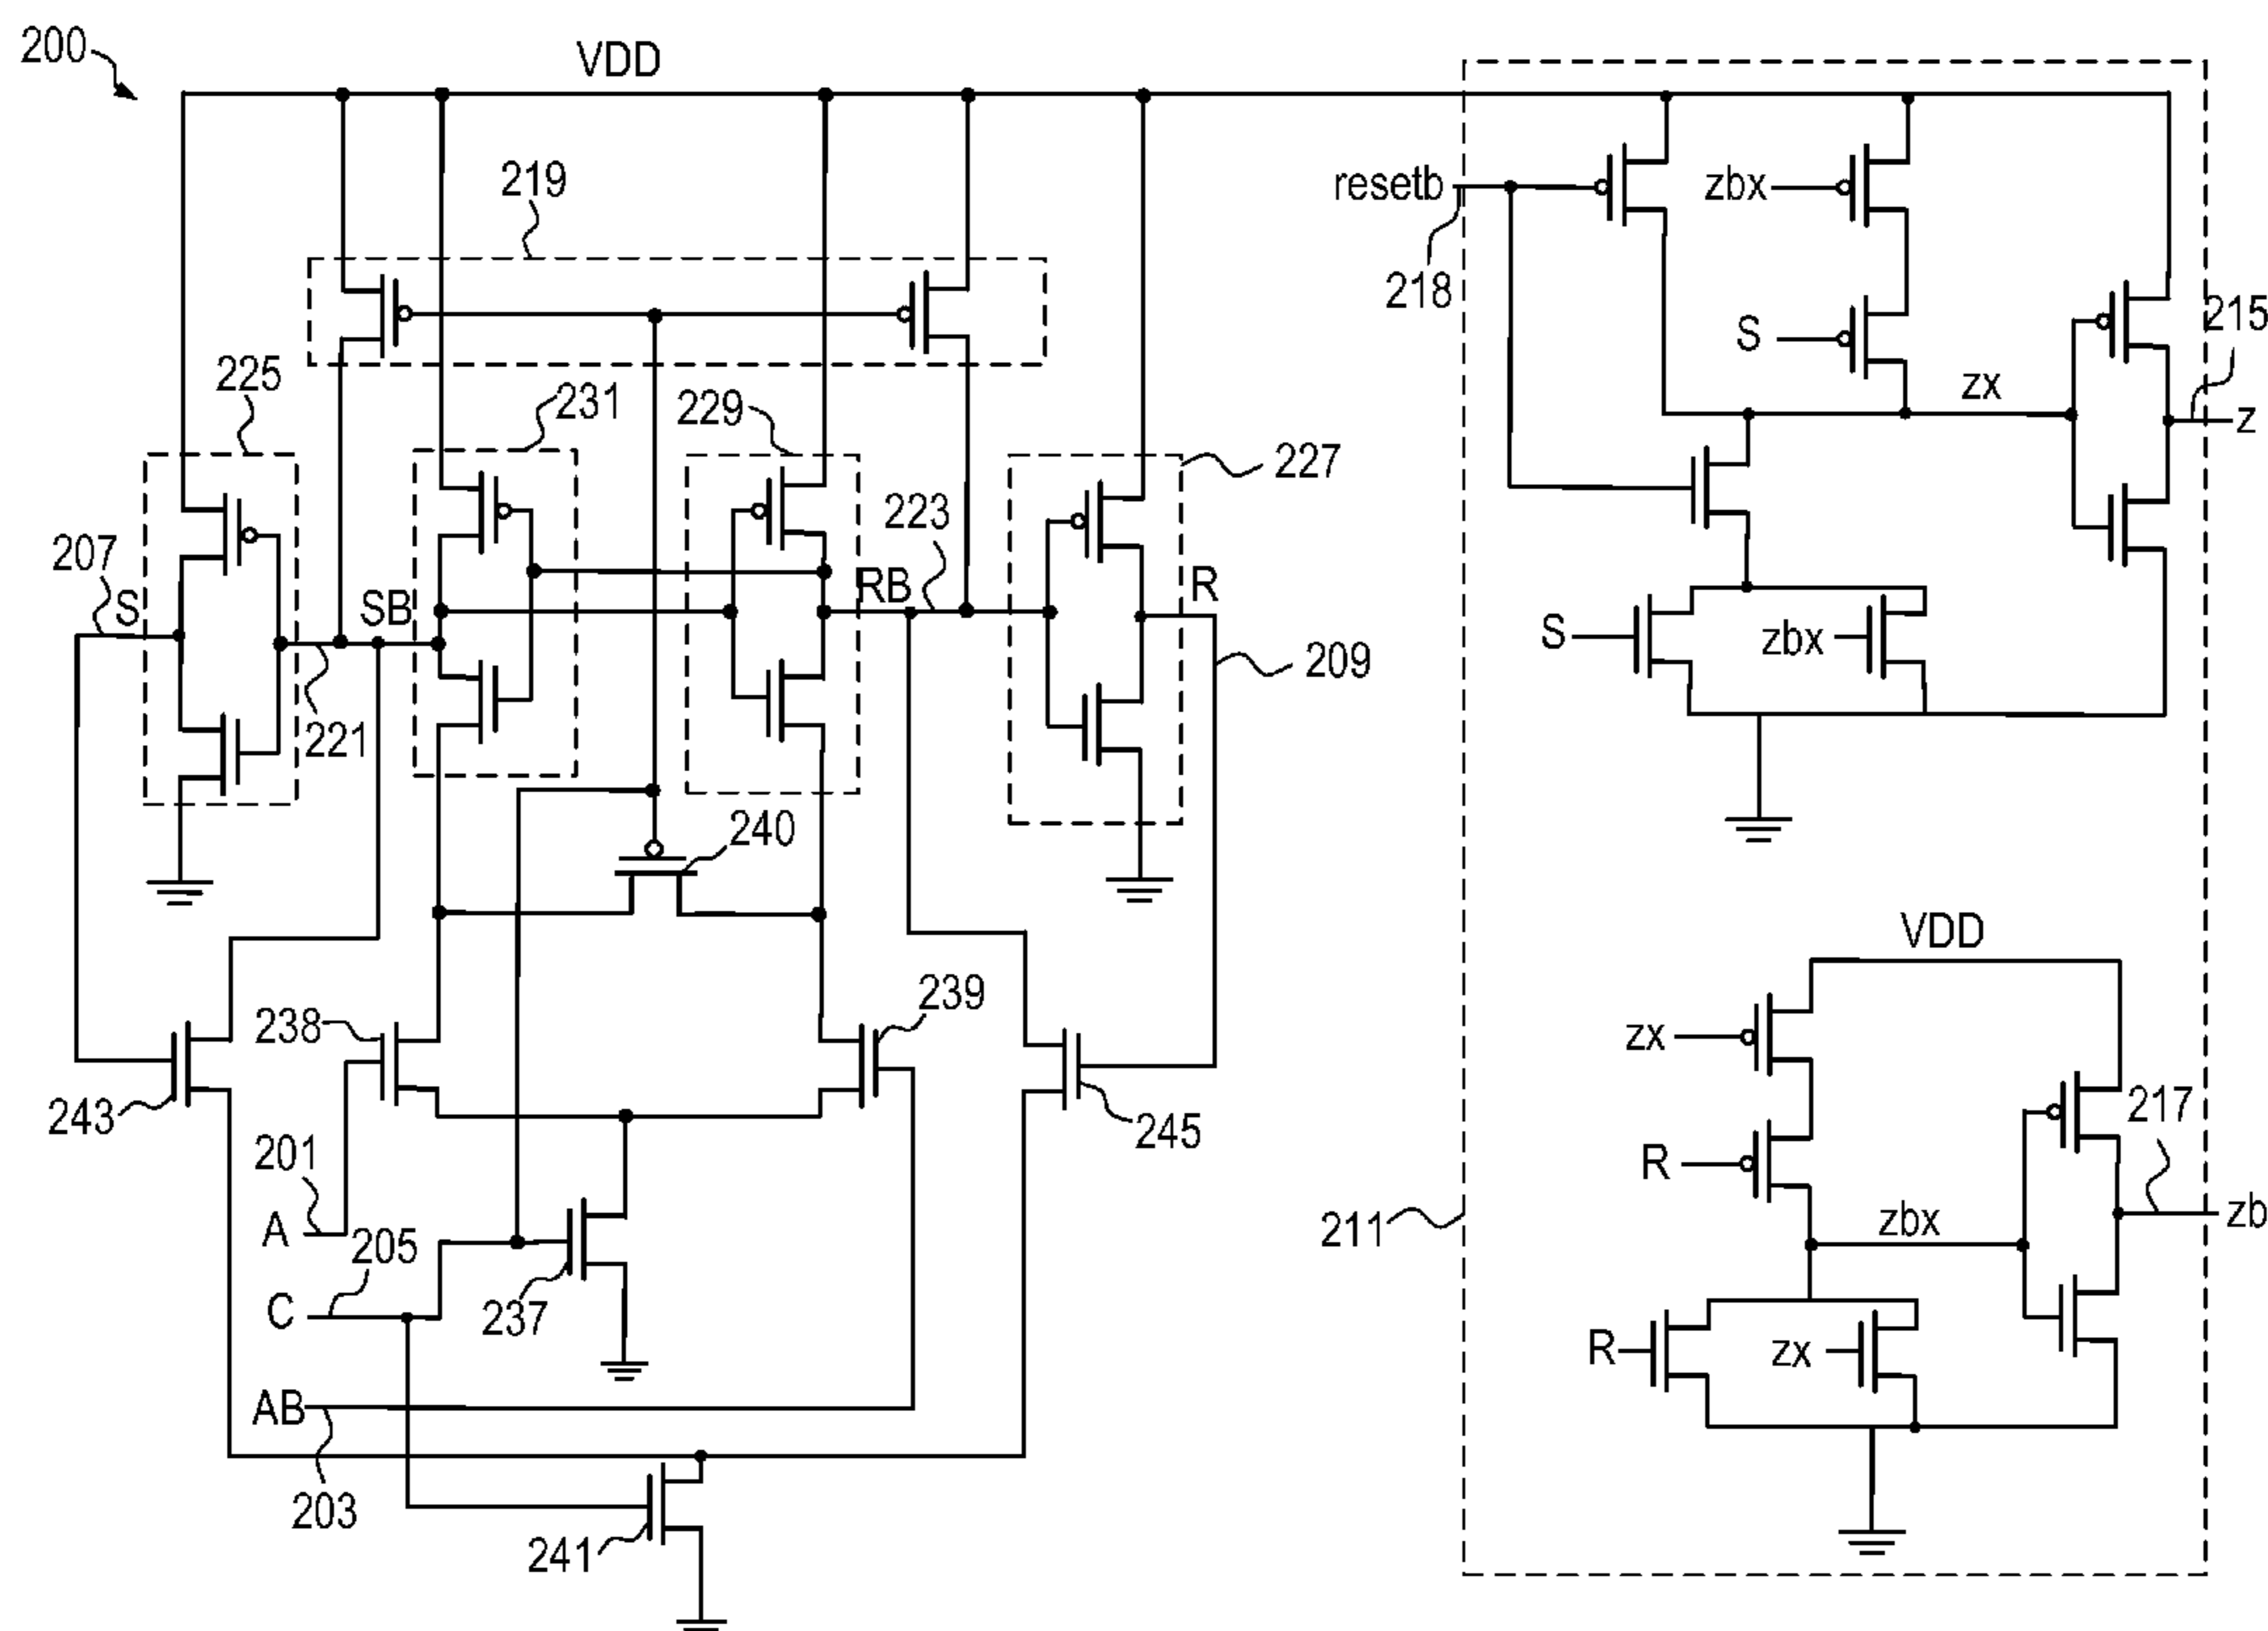 200
VDD
219
resetb
zbx
218
S
215
225
231
229
zx
z
227
207
223
S
SB
RB
R
S
zbx
209
221
240
VDD
238
239
zx
243
217
245
201
R
A
205
211
zbx
zb
C
237
R
zx
AB
203
241